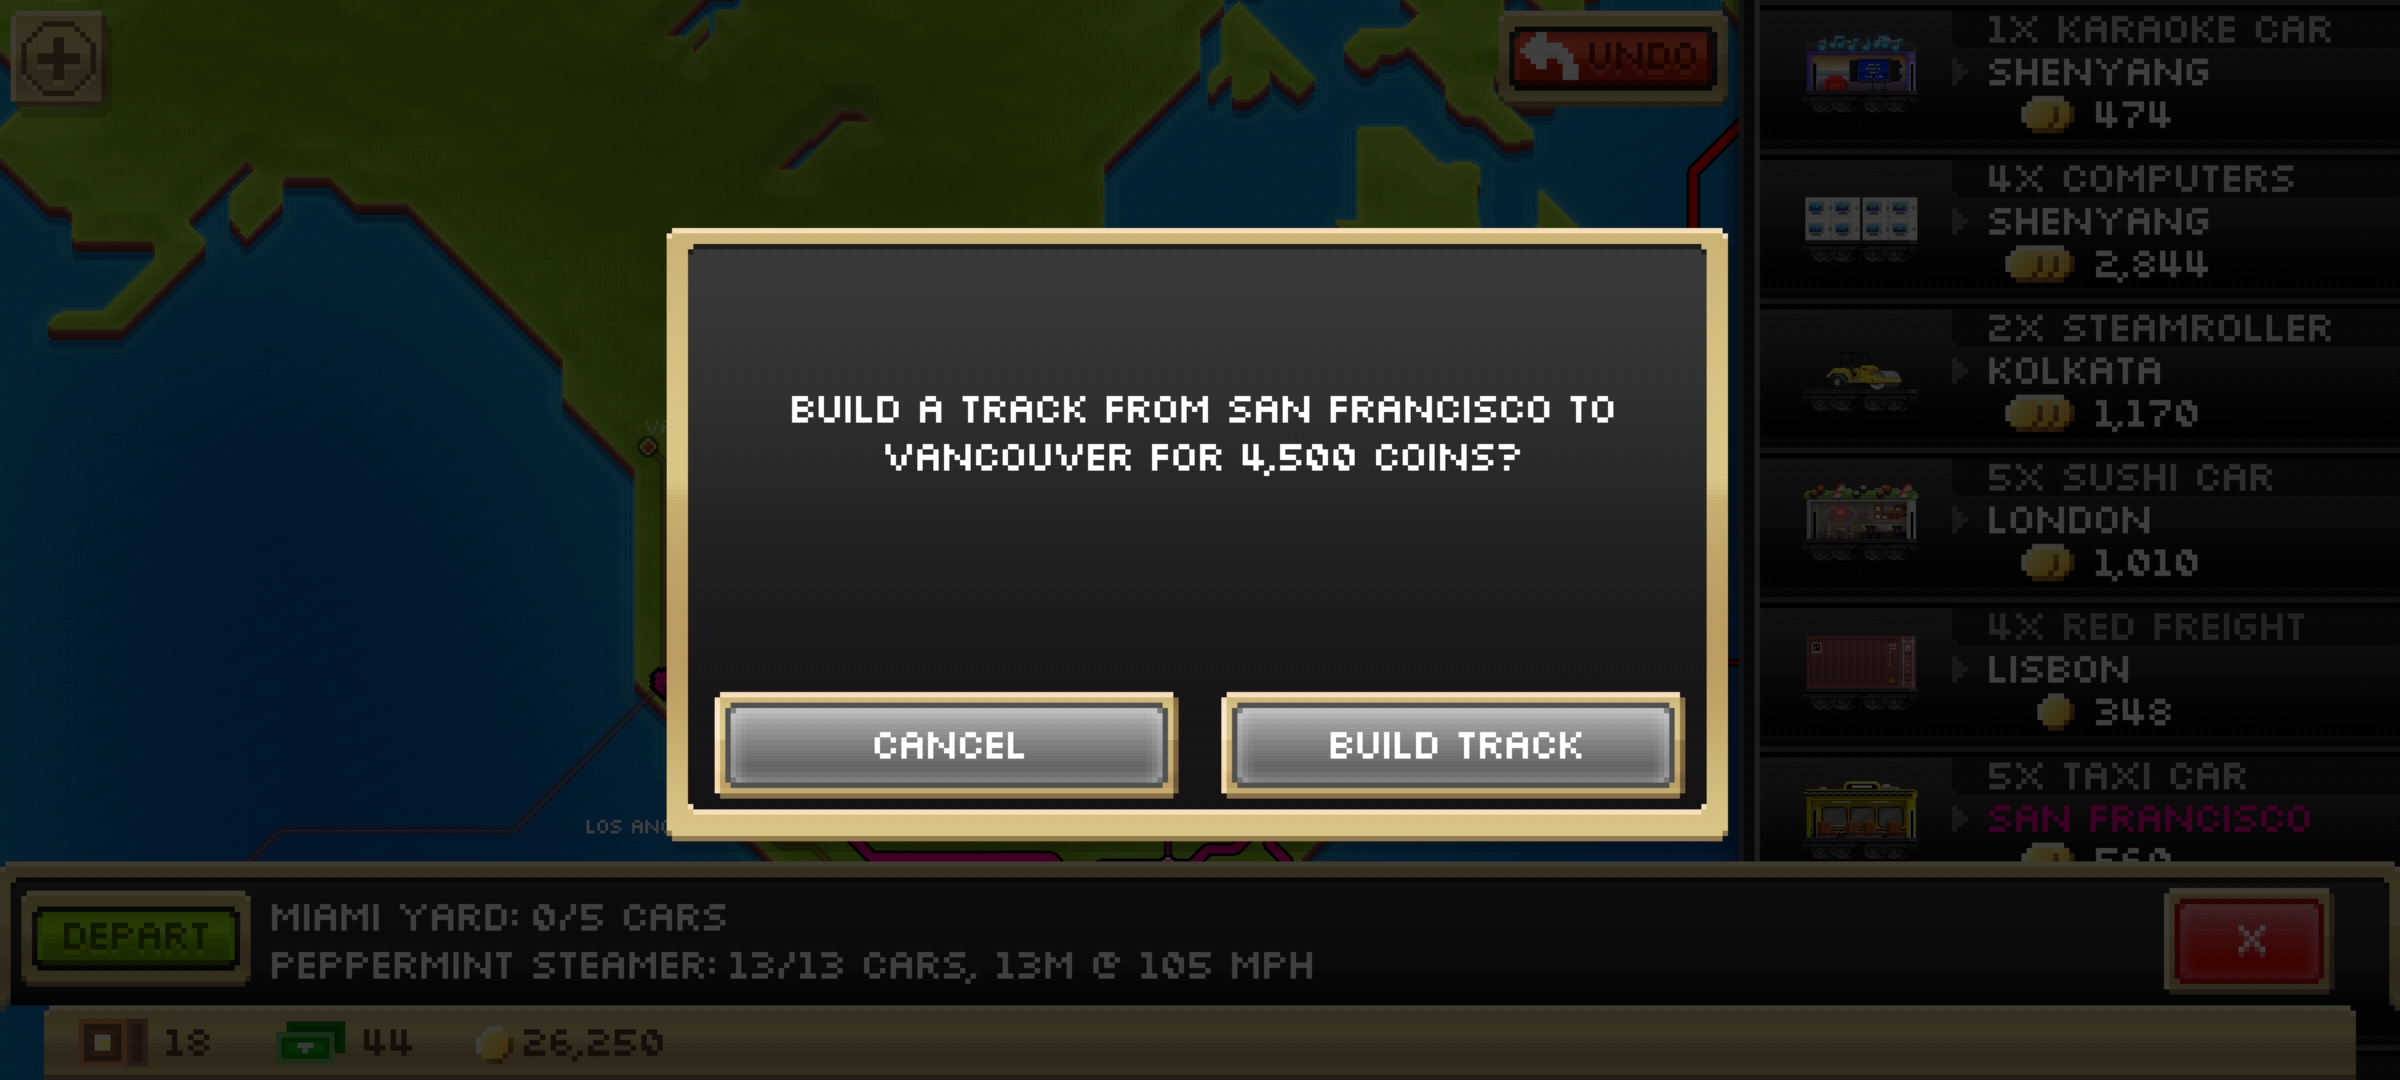 UNDO
1X KARAOKE CAR
SHENYANG
474
4X COMPUTERS
SHENYANG
2,844
2X STEAMROLLER
KOLKATA
1,170
5X SUSHI CAR
LONDON
1,010
4X RED FREIGHT
LISBON
348
5X TAXI CAR
SAN FRANCISCO
560
BUILD A TRACK FROM SAN FRANCISCO TO
VANCOUVER FOR 4,500 COINS?
CANCEL
BUILD TRACK
LOS
DEPART
MIAMI YARD: 0/5 CARS
PEPPERMINT STEAMER: 13/13 CARS, 13M @ 105 MPH
X
18
44
26,250